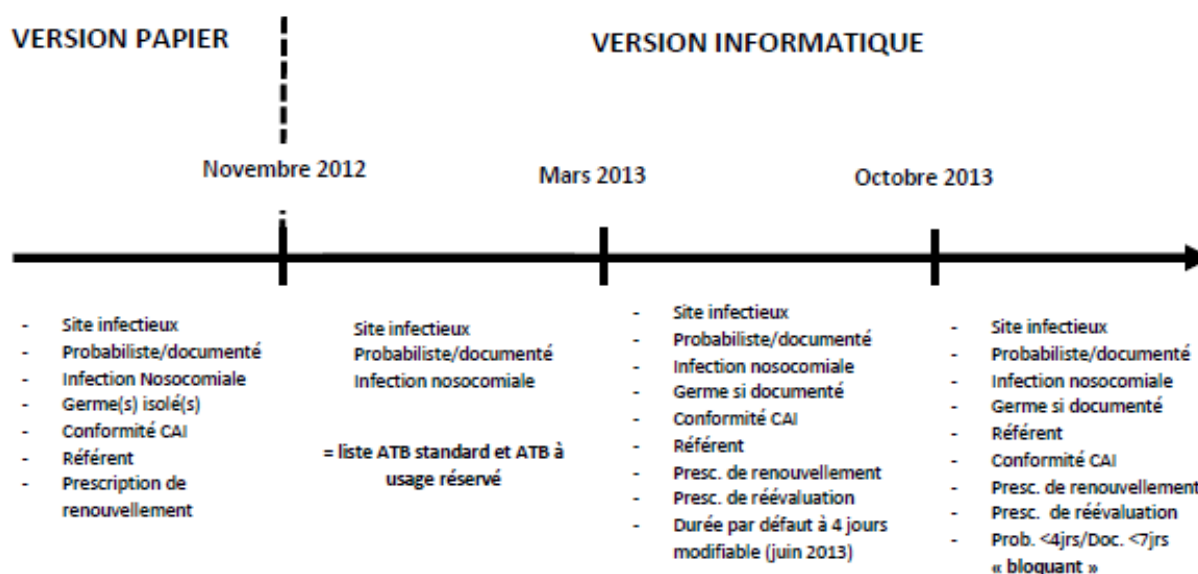 VERSION PAPIER
VERSION INFORMATIQUE
Novembre 2012
Mars 2013
Octobre 2013
- Site infectieux
- Probabiliste/documenté
- Infection Nosocomiale
- Germe(s) isolé(s)
- Conformité CAI
- Référent
- Prescription de
renouvellement
Site infectieux
Probabiliste/documenté
Infection nosocomiale
= liste ATB standard et ATB à
usage réservé
- Site infectieux
- Probabiliste/documenté
- Infection nosocomiale
- Germe si documenté
- Conformité CAI
- Référent
- Presc. de renouvellement
- Presc. de réévaluation
- Durée par défaut à 4 jours
modifiable (juin 2013)
- Site infectieux
- Probabiliste/documenté
- Infection nosocomiale
- Germe si documenté
- Référent
- Conformité CAI
- Presc. de renouvellement
- Presc. de réévaluation
- Prob. <4jrs/Doc. <7jrs
« bloquant »